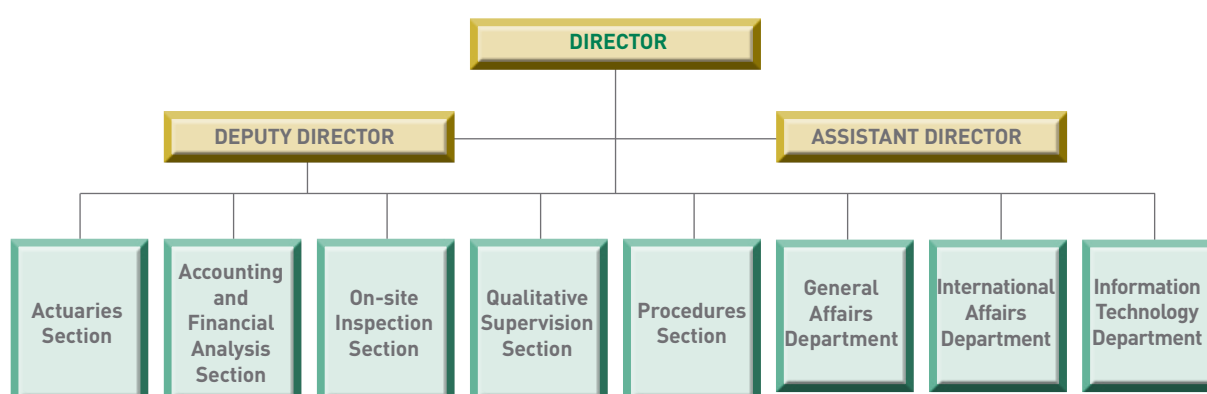 DIRECTOR
DEPUTY DIRECTOR
ASSISTANT DIRECTOR
Actuaries
Section
Accounting
and
Financial
Analysis
Section
On-site
Inspection
Section
Qualitative
Supervision
Section
Procedures
Section
General
Affairs
Department
International
Affairs
Department
Information
Technology
Department